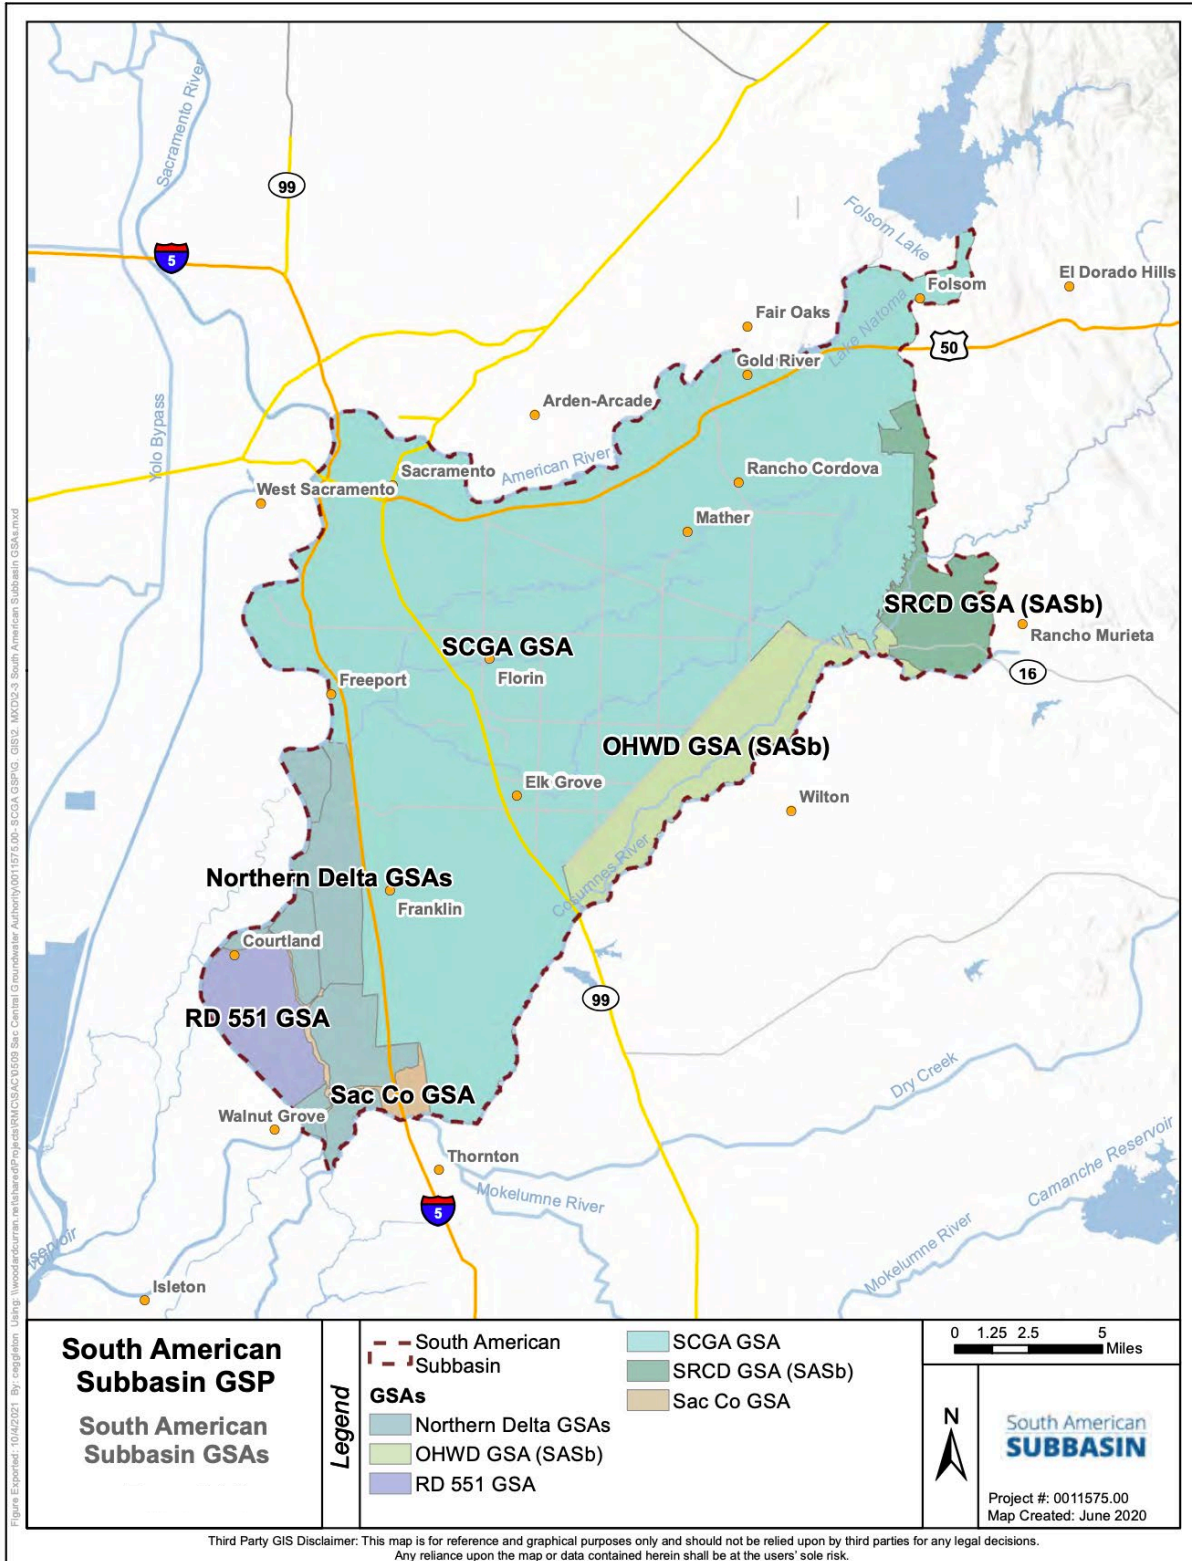 Sacramento River
99
5
Folsom Lake
Folsom
El Dorado Hills
Lake Natoma
Fair Oaks
50
Gold River
Arden-Arcade
Yolo Bypass
American River
Sacramento
Rancho Cordova
West Sacramento
Mather
SRCD GSA (SASb)
Rancho Murieta
SCGA GSA
Florin
16
Freeport
OHWD GSA (SASb)
Elk Grove
Wilton
Northern Delta GSAs
Cosumnes River
Franklin
Courtland
99
RD 551 GSA
Dry Creek
Sac Co GSA
Walnut Grove
Thornton
Camanche Reservoir
Mokelumne River
5
Mokelumne River
Isleton
South American
Subbasin GSP
South American
Subbasin GSAs
Legend
South American
Subbasin
GSAs
Northern Delta GSAs
OHWD GSA (SASb)
RD 551 GSA
SCGA GSA
SRCD GSA (SASb)
Sac Co GSA
0 1.25 2.5 5
Miles
N
South American
SUBBASIN
Project #: 0011575.00
Map Created: June 2020
Third Party GIS Disclaimer: This map is for reference and graphical purposes only and should not be relied upon by third parties for any legal decisions.
Any reliance upon the map or data contained herein shall be at the users' sole risk.
Figure Exported: 10/4/2021 By: ceggleton Using: